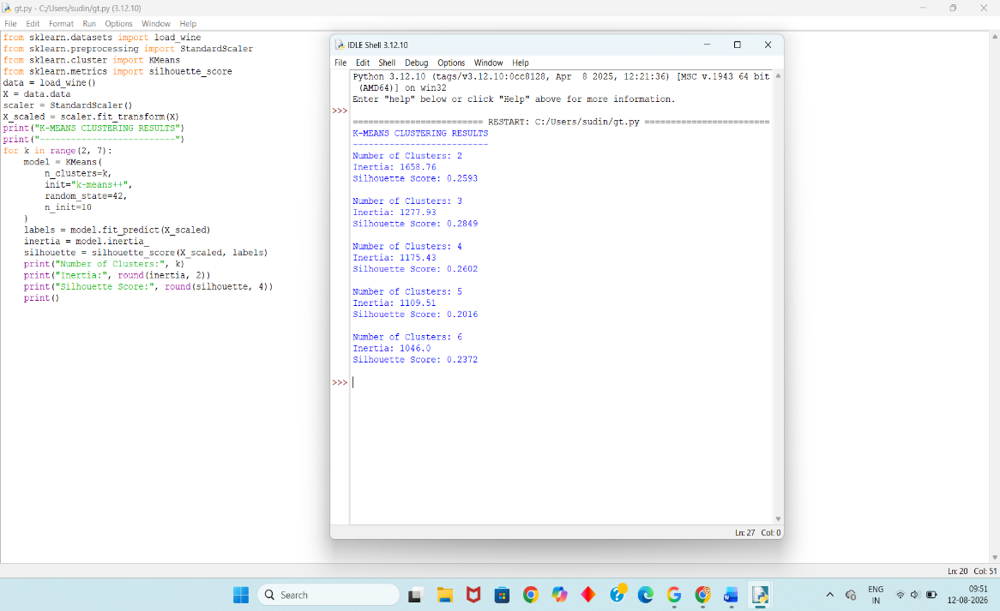 gt.py - C:/Users/sudin/gt.py (3.12.10)
File Edit Format Run Options Window Help
from sklearn.datasets import load_wine
from sklearn.preprocessing import StandardScaler
from sklearn.cluster import KMeans
from sklearn.metrics import silhouette_score
data = load_wine()
X = data.data
scaler = StandardScaler()
X_scaled = scaler.fit_transform(X)
print("K-MEANS CLUSTERING RESULTS")
print("--------------------------")
for k in range(2, 7):
    model = KMeans(
        n_clusters=k,
        init="k-means++",
        random_state=42,
        n_init=10
    )
    labels = model.fit_predict(X_scaled)
    inertia = model.inertia_
    silhouette = silhouette_score(X_scaled, labels)
    print("Number of Clusters:", k)
    print("Inertia:", round(inertia, 2))
    print("Silhouette Score:", round(silhouette, 4))
    print()
IDLE Shell 3.12.10
File Edit Shell Debug Options Window Help
Python 3.12.10 (tags/v3.12.10:0cc8128, Apr  8 2025, 12:21:36) [MSC v.1943 64 bit
 (AMD64)] on win32
Enter "help" below or click "Help" above for more information.
>>>
========================= RESTART: C:/Users/sudin/gt.py ========================
K-MEANS CLUSTERING RESULTS
--------------------------
Number of Clusters: 2
Inertia: 1658.76
Silhouette Score: 0.2593
Number of Clusters: 3
Inertia: 1277.93
Silhouette Score: 0.2849
Number of Clusters: 4
Inertia: 1175.43
Silhouette Score: 0.2602
Number of Clusters: 5
Inertia: 1109.51
Silhouette Score: 0.2016
Number of Clusters: 6
Inertia: 1046.0
Silhouette Score: 0.2372
>>>
Ln: 27 Col: 0
Ln: 20 Col: 51
Search
ENG
IN
09:51
12-08-2026